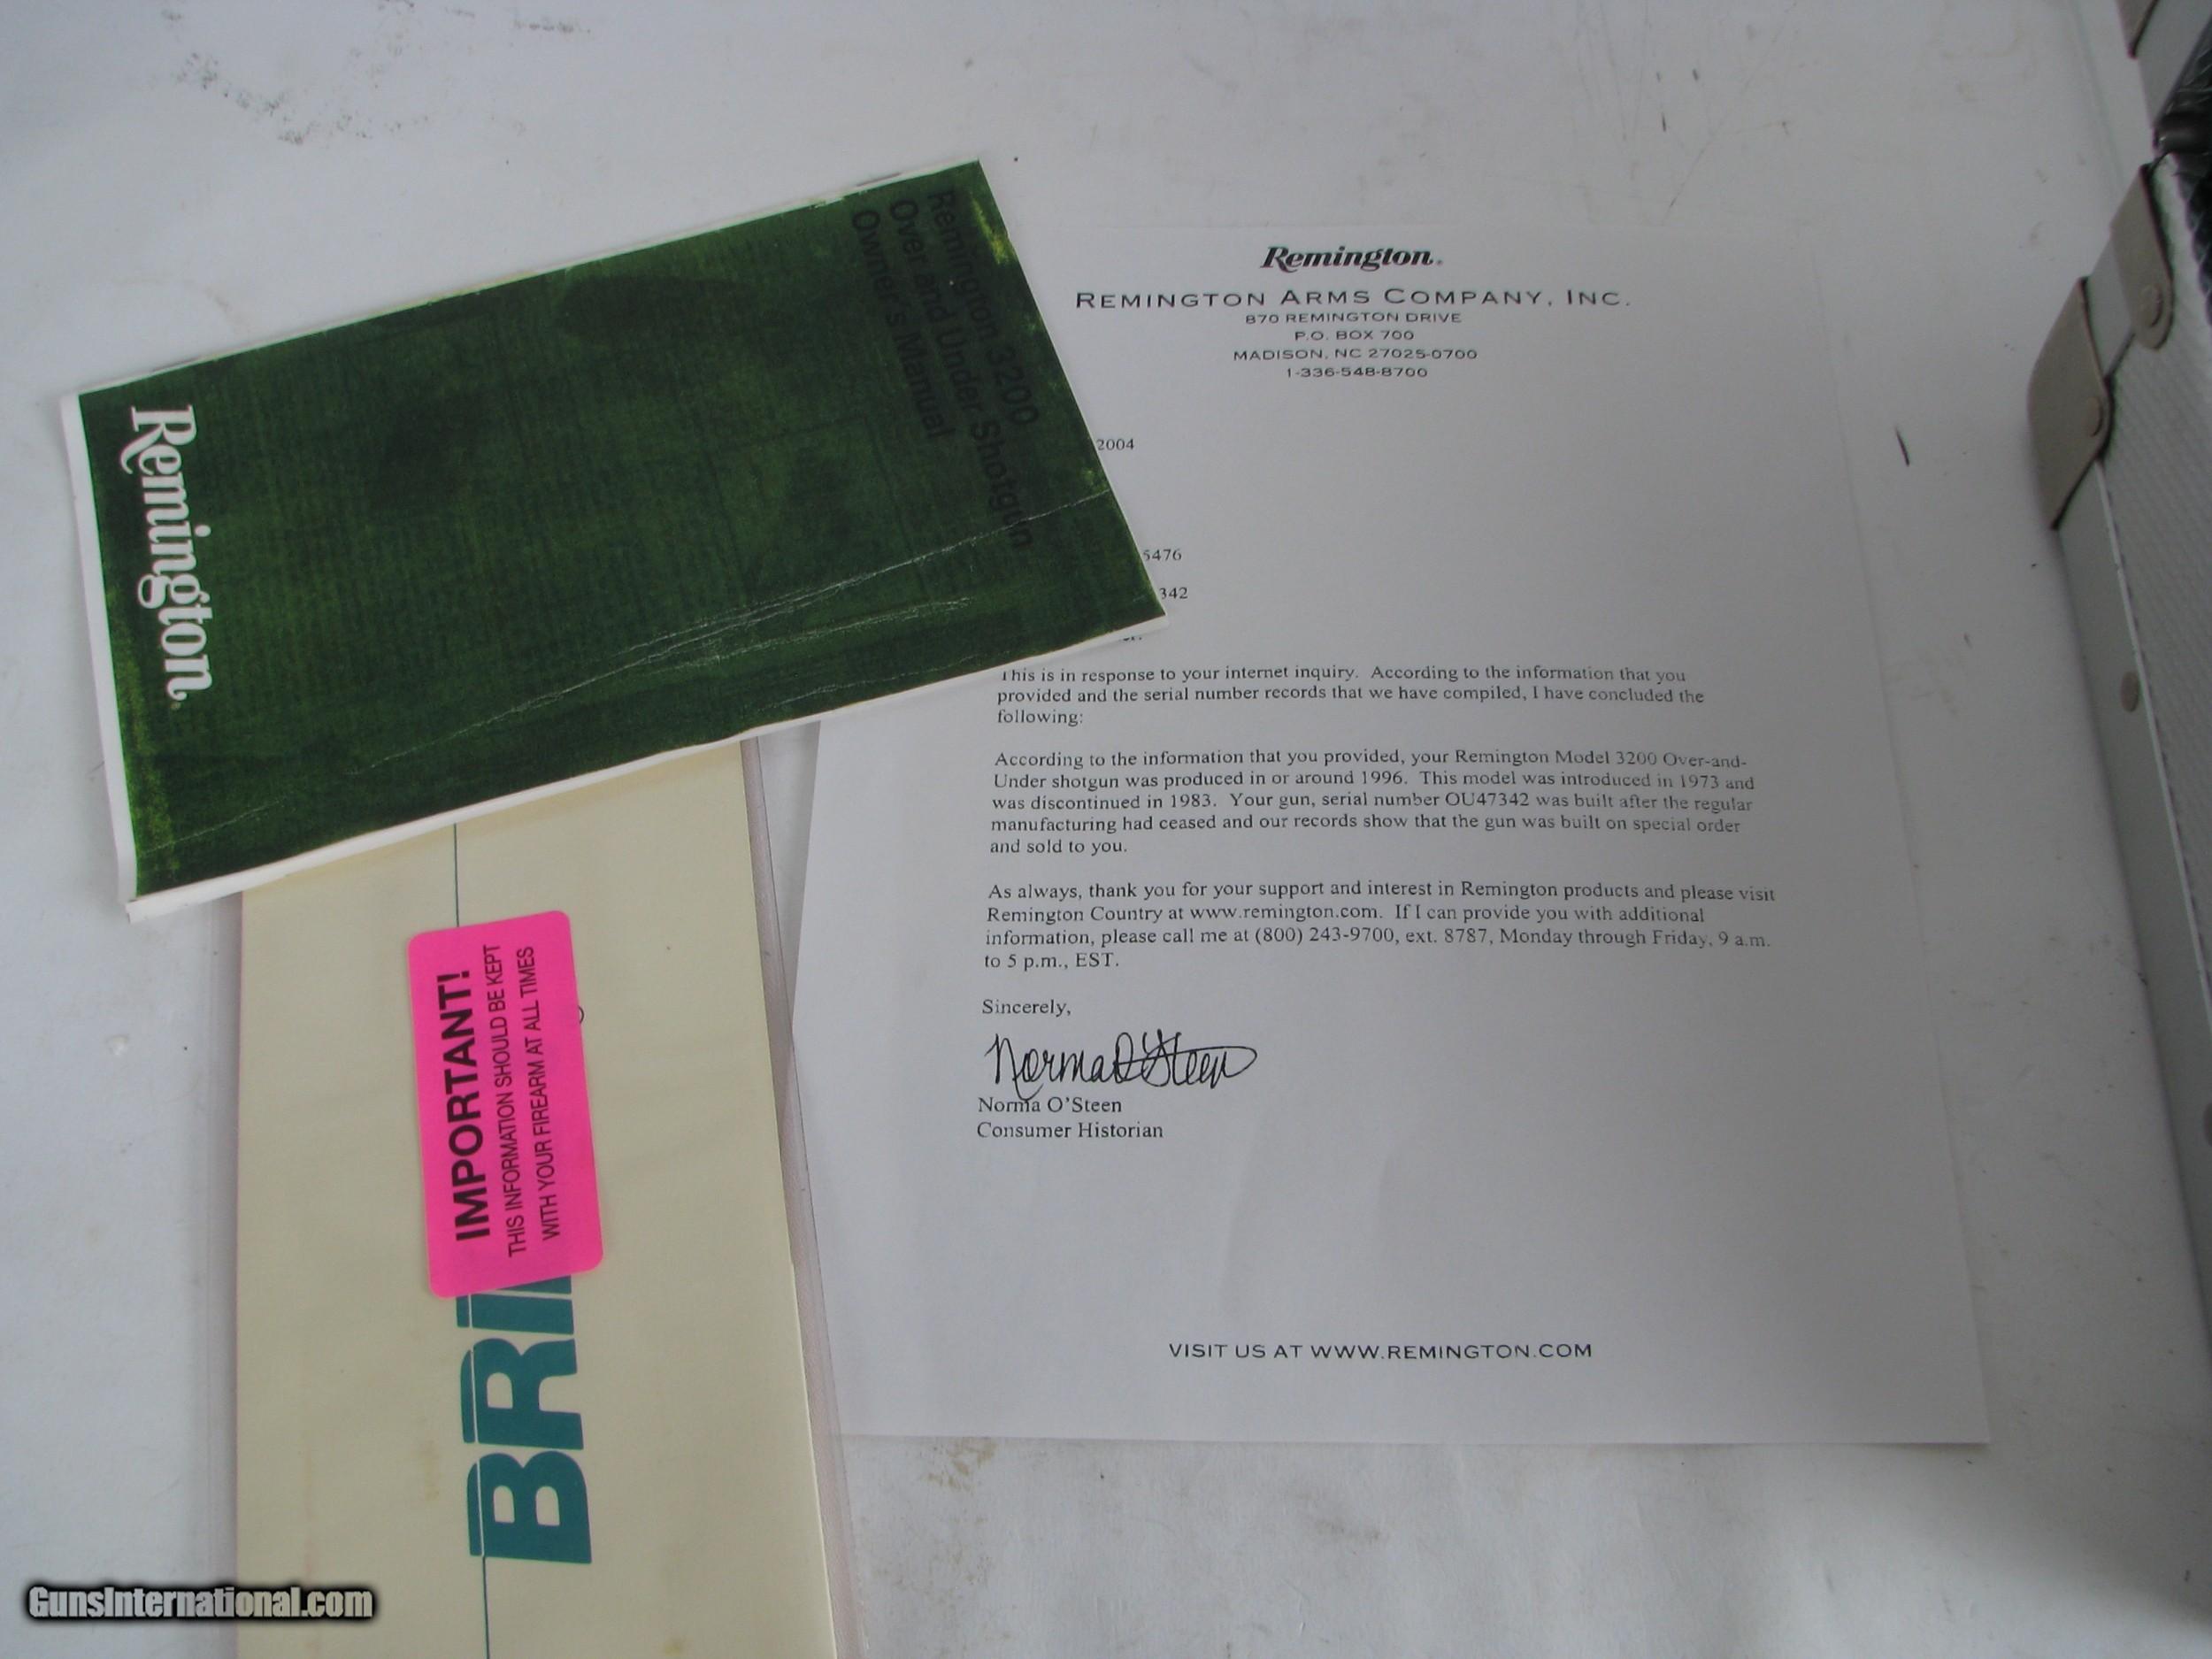 Remington 3200
Over and Under Shotgun
Owner's Manual
Remington
Remington
REMINGTON ARMS COMPANY, INC.
870 REMINGTON DRIVE
P.O. BOX 700
MADISON, NC 27025-0700
1-336-548-8700
2004
5476
342
This is in response to your internet inquiry. According to the information that you
provided and the serial number records that we have compiled, I have concluded the
following:
According to the information that you provided, your Remington Model 3200 Over-and-
Under shotgun was produced in or around 1996. This model was introduced in 1973 and
was discontinued in 1983. Your gun, serial number OU47342 was built after the regular
manufacturing had ceased and our records show that the gun was built on special order
and sold to you.
As always, thank you for your support and interest in Remington products and please visit
Remington Country at www.remington.com. If I can provide you with additional
information, please call me at (800) 243-9700, ext. 8787, Monday through Friday, 9 a.m.
to 5 p.m., EST.
Sincerely,
Norma O'Steen
Norma O'Steen
Consumer Historian
VISIT US AT WWW.REMINGTON.COM
IMPORTANT!
THIS INFORMATION SHOULD BE KEPT
WITH YOUR FIREARM AT ALL TIMES
BRI
GunsInternational.com